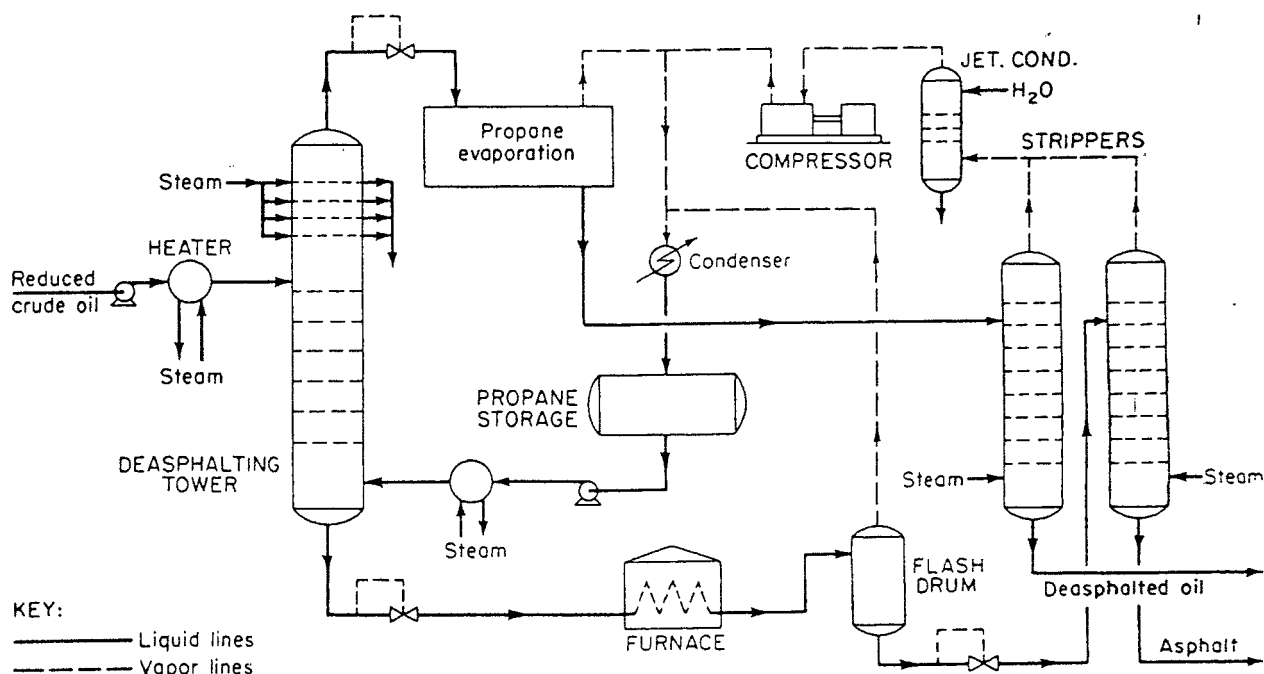 JET. COND.
H2O
Propane
evaporation
COMPRESSOR
STRIPPERS
Steam
HEATER
Condenser
Reduced
crude oil
Steam
PROPANE
STORAGE
DEASPHALTING
TOWER
Steam
Steam
Steam
FLASH
DRUM
Deasphalted oil
KEY:
Liquid lines
FURNACE
Asphalt
Vapor lines